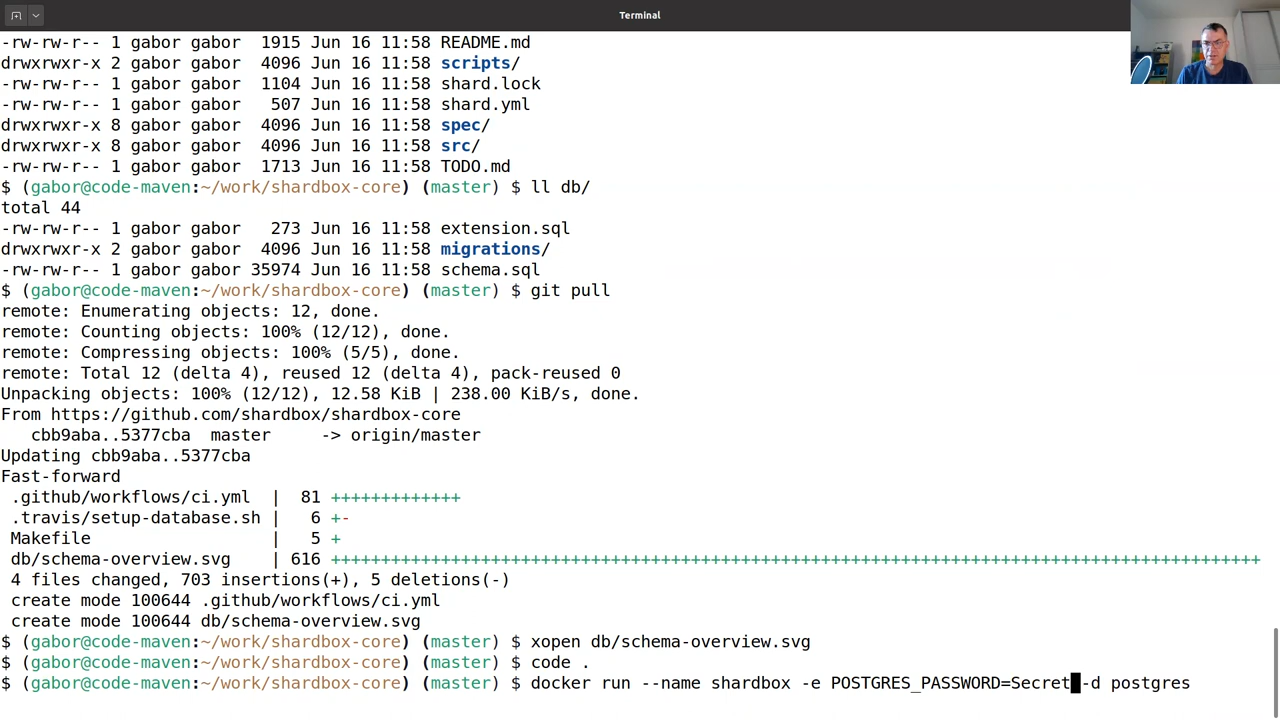 Terminal
-rw-rw-r-- 1 gabor gabor  1915 Jun 16 11:58 README.md
drwxrwxr-x 2 gabor gabor  4096 Jun 16 11:58 scripts/
-rw-rw-r-- 1 gabor gabor  1104 Jun 16 11:58 shard.lock
-rw-rw-r-- 1 gabor gabor   507 Jun 16 11:58 shard.yml
drwxrwxr-x 8 gabor gabor  4096 Jun 16 11:58 spec/
drwxrwxr-x 8 gabor gabor  4096 Jun 16 11:58 src/
-rw-rw-r-- 1 gabor gabor  1713 Jun 16 11:58 TODO.md
$ (gabor@code-maven:~/work/shardbox-core) (master) $ ll db/
total 44
-rw-rw-r-- 1 gabor gabor   273 Jun 16 11:58 extension.sql
drwxrwxr-x 2 gabor gabor  4096 Jun 16 11:58 migrations/
-rw-rw-r-- 1 gabor gabor 35974 Jun 16 11:58 schema.sql
$ (gabor@code-maven:~/work/shardbox-core) (master) $ git pull
remote: Enumerating objects: 12, done.
remote: Counting objects: 100% (12/12), done.
remote: Compressing objects: 100% (5/5), done.
remote: Total 12 (delta 4), reused 12 (delta 4), pack-reused 0
Unpacking objects: 100% (12/12), 12.58 KiB | 238.00 KiB/s, done.
From https://github.com/shardbox/shardbox-core
   cbb9aba..5377cba  master     -> origin/master
Updating cbb9aba..5377cba
Fast-forward
 .github/workflows/ci.yml  |  81 +++++++++++++
 .travis/setup-database.sh |   6 +-
 Makefile                  |   5 +
 db/schema-overview.svg    | 616 +++++++++++++++++++++++++++++++++++++++++++++++++++++++++++++++++++++++++++++++++++++++++++++
 4 files changed, 703 insertions(+), 5 deletions(-)
 create mode 100644 .github/workflows/ci.yml
 create mode 100644 db/schema-overview.svg
$ (gabor@code-maven:~/work/shardbox-core) (master) $ xopen db/schema-overview.svg
$ (gabor@code-maven:~/work/shardbox-core) (master) $ code .
$ (gabor@code-maven:~/work/shardbox-core) (master) $ docker run --name shardbox -e POSTGRES_PASSWORD=Secret -d postgres